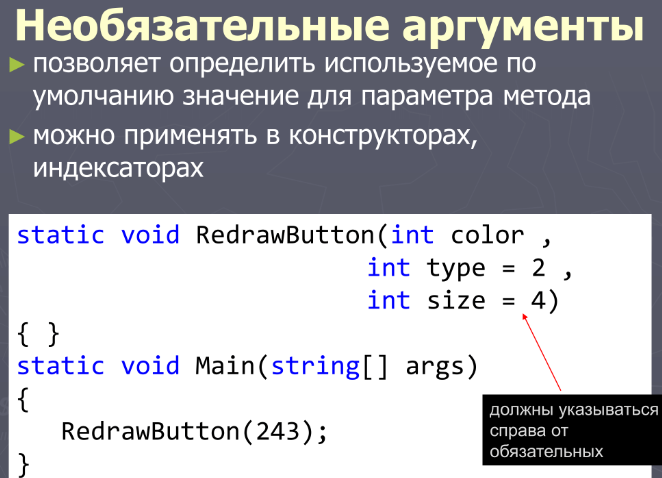 Необязательные аргументы
► позволяет определить используемое по
умолчанию значение для параметра метода
► можно применять в конструкторах,
индексаторах
static void RedrawButton(int color ,
int type = 2 ,
int size = 4)
{ }
static void Main(string[] args)
{
RedrawButton(243);
}
должны указываться
справа от
обязательных